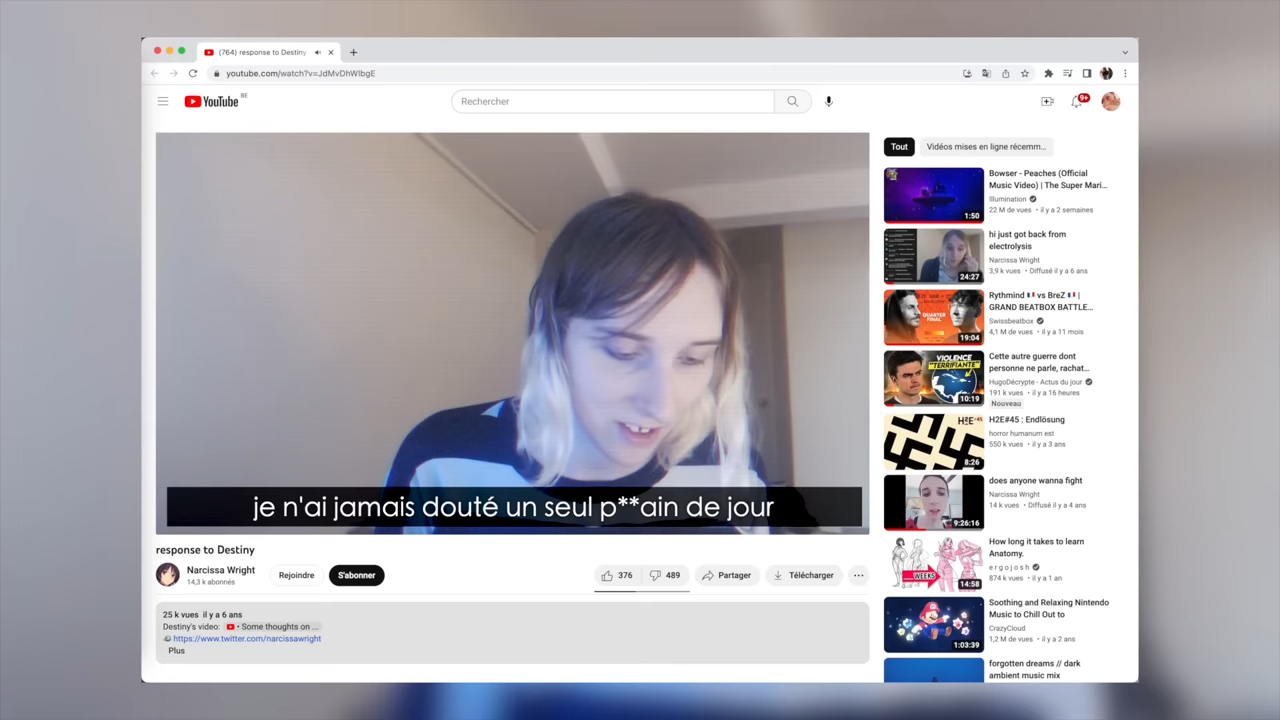 (764) response to Destiny
youtube.com/watch?v=JdMvDhWlbgE
YouTube BE
Rechercher
9+
je n'ai jamais douté un seul p**ain de jour
response to Destiny
Narcissa Wright
14,3 k abonnés
Rejoindre
S'abonner
376
489
Partager
Télécharger
25 k vues il y a 6 ans
Destiny's video: • Some thoughts on ...
https://www.twitter.com/narcissawright
Plus
Tout
Vidéos mises en ligne récemm...
1:50
Bowser - Peaches (Official
Music Video) | The Super Mari...
Illumination
22 M de vues • il y a 2 semaines
24:27
hi just got back from
electrolysis
Narcissa Wright
3,9 k vues • Diffusé il y a 6 ans
QUARTER
FINAL
19:04
Rythmind vs BreZ |
GRAND BEATBOX BATTLE...
Swissbeatbox
4,1 M de vues • il y a 11 mois
VIOLENCE
"TERRIFIANTE"
10:19
Cette autre guerre dont
personne ne parle, rachat...
HugoDécrypte - Actus du jour
191 k vues • il y a 16 heures
Nouveau
H2E #45
8:26
H2E#45 : Endlösung
horror humanum est
550 k vues • il y a 3 ans
9:26:16
does anyone wanna fight
Narcissa Wright
14 k vues • Diffusé il y a 4 ans
WEEKS
14:58
How long it takes to learn
Anatomy.
e r g o j o s h
874 k vues • il y a 1 an
1:03:39
Soothing and Relaxing Nintendo
Music to Chill Out to
CrazyCloud
1,2 M de vues • il y a 2 ans
forgotten dreams // dark
ambient music mix